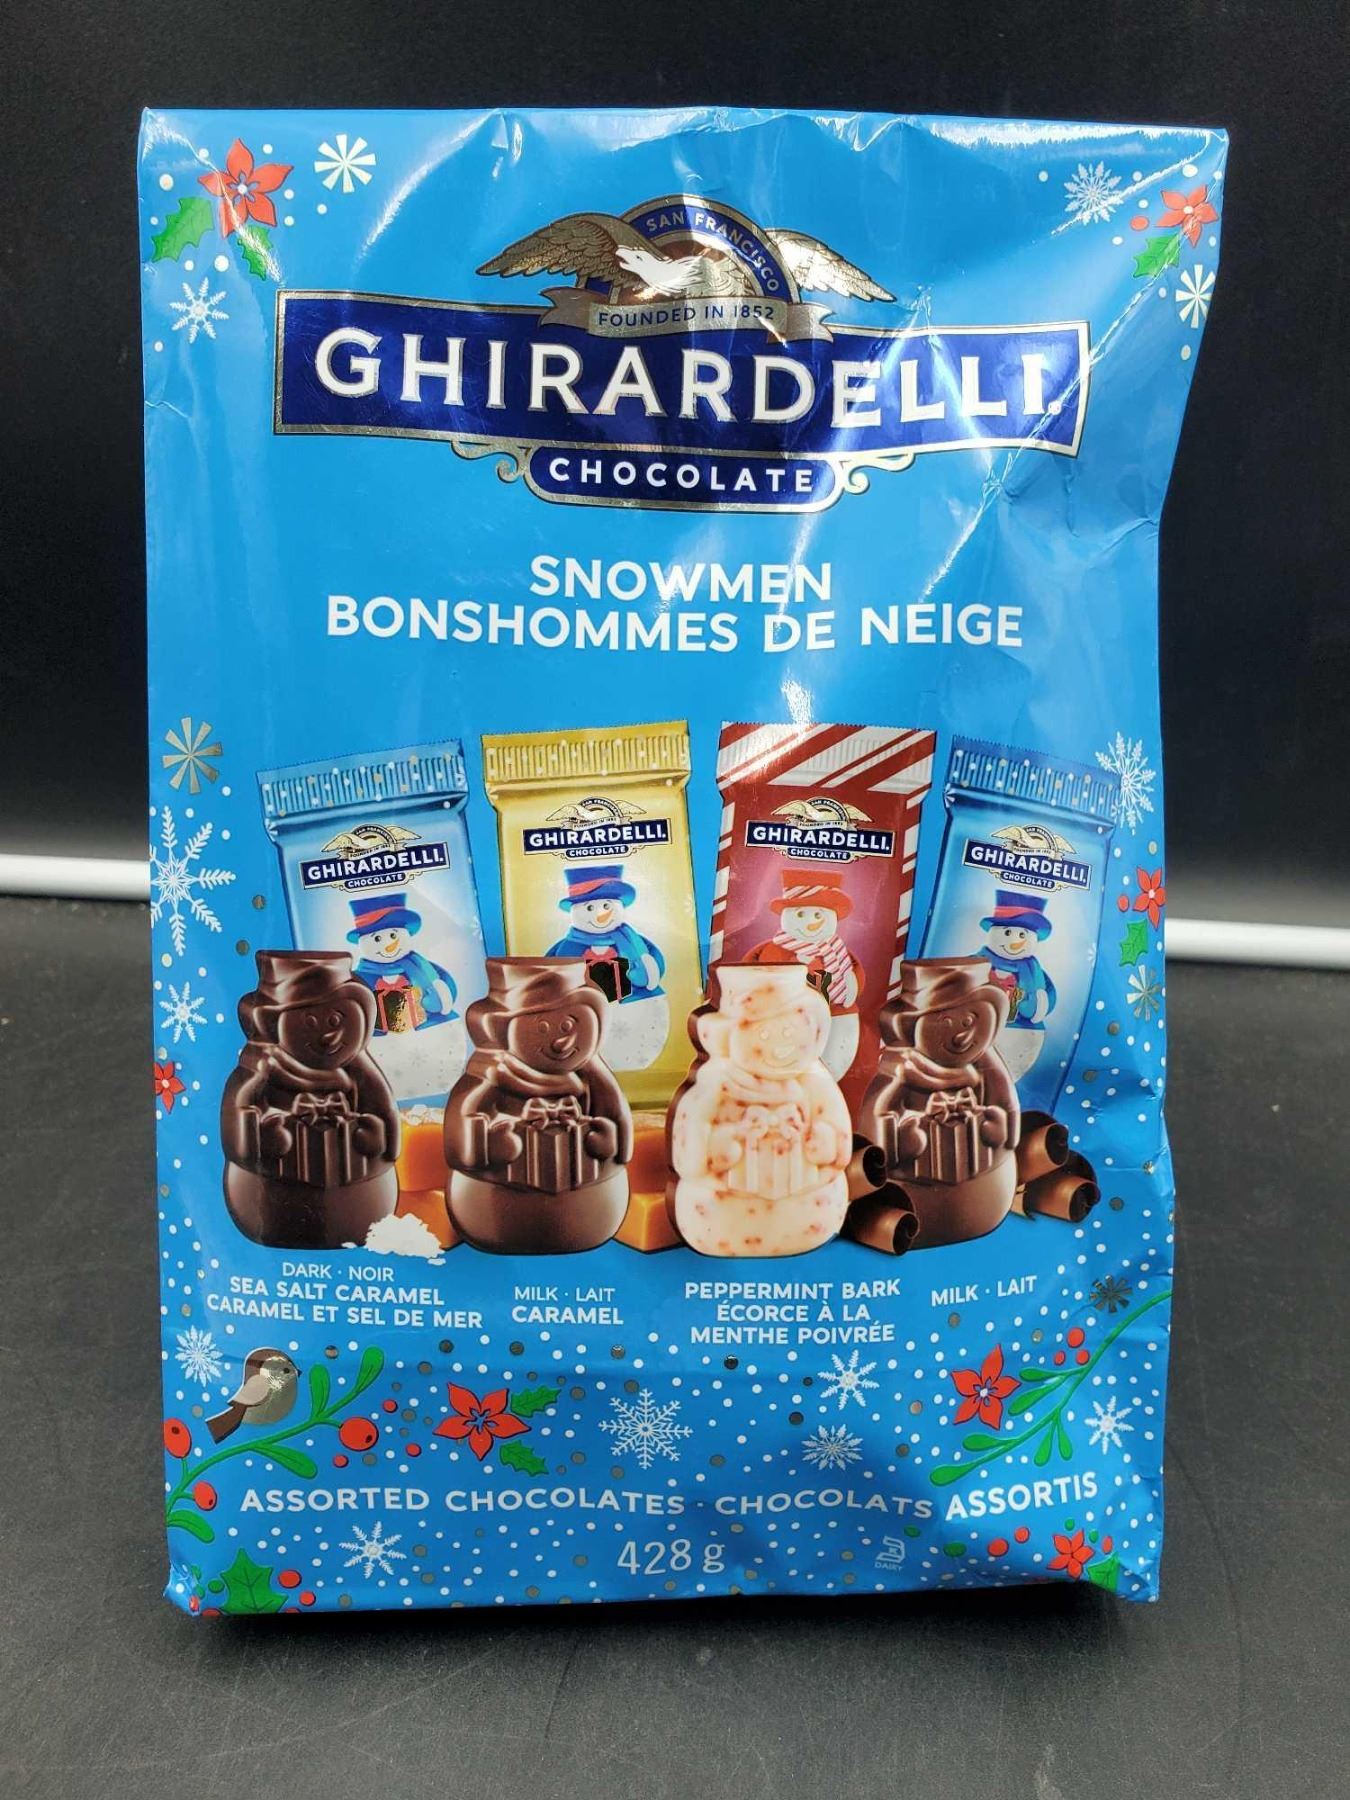 SAN FRANCISCO
FOUNDED IN 1852
GHIRARDELLI
CHOCOLATE
SNOWMEN
BONSHOMMES DE NEIGE
GHIRARDELLI
CHOCOLATE
GHIRARDELLI.
CHOCOLATE
GHIRARDELLI.
CHOCOLATE
GHIRARDELLI.
CHOCOLATE
DARK · NOIR
SEA SALT CARAMEL
CARAMEL ET SEL DE MER
MILK · LAIT
CARAMEL
PEPPERMINT BARK
ÉCORCE À LA
MENTHE POIVRÉE
MILK · LAIT
ASSORTED CHOCOLATES · CHOCOLATS ASSORTIS
428 g
DAIRY